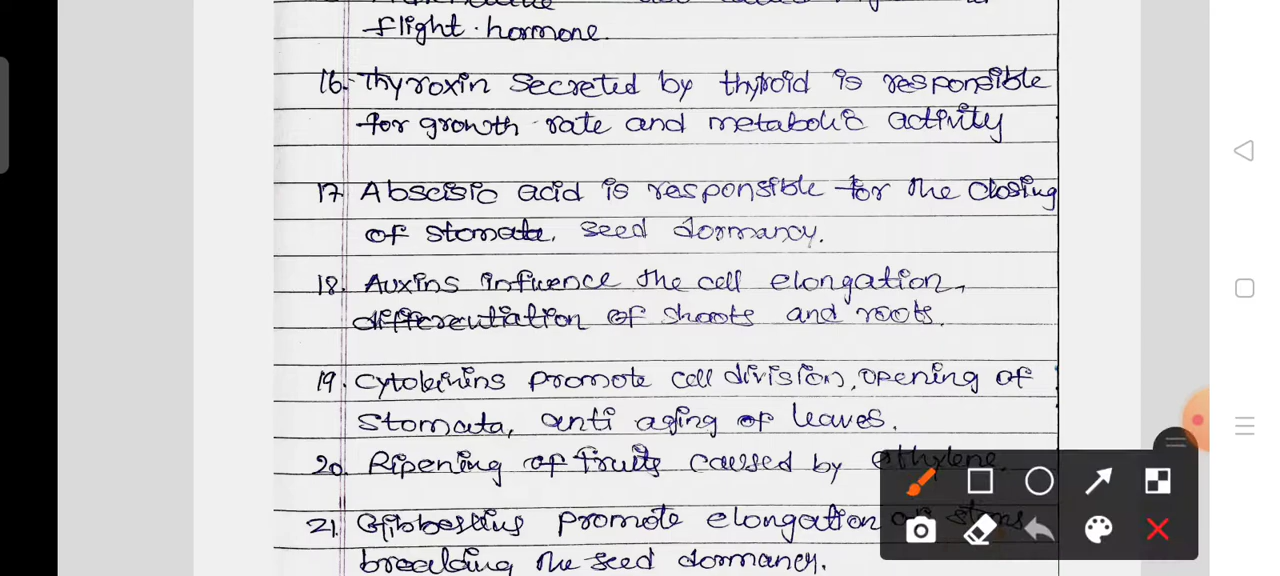 flight hormone.
16. Thyroxin secreted by thyroid is responsible
for growth rate and metabolic activity
17. Abscisic acid is responsible for the closing
of stomata, seed dormancy.
18. Auxins influence the cell elongation,
differentiation of shoots and roots.
19. Cytokinins promote cell division, opening of
stomata, anti aging of leaves.
20. Ripening of fruits caused by ethylene.
21. Gibberellins promote elongation of stems
breaking the seed dormancy.